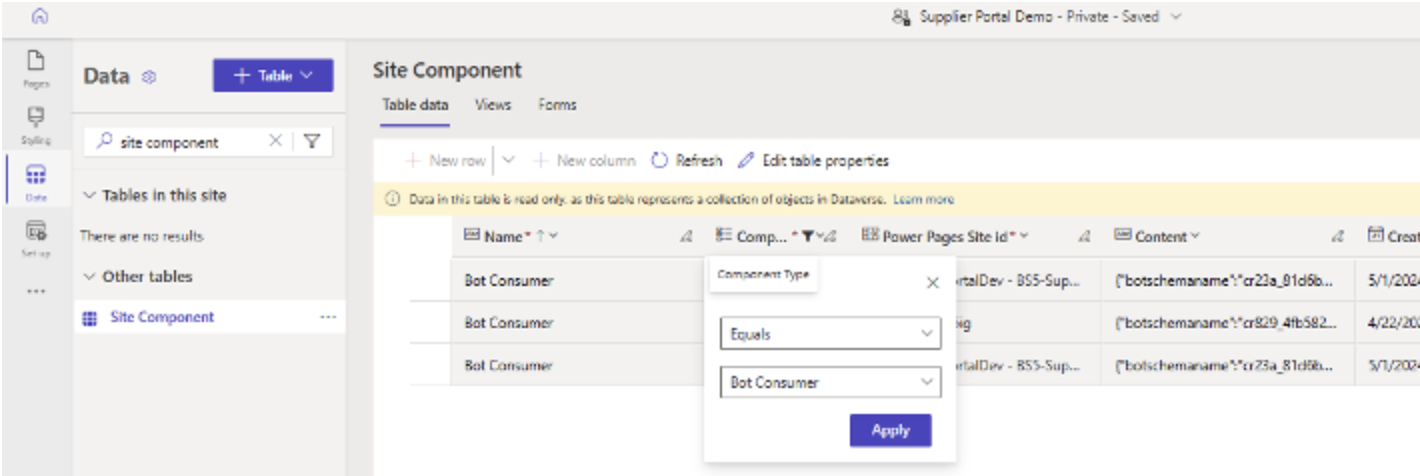 Supplier Portal Demo - Private - Saved
Pages
Styling
Data
Set up
Data
+ Table
site component
Tables in this site
There are no results
Other tables
Site Component
Site Component
Table data Views Forms
+ New row + New column Refresh Edit table properties
Data in this table is read only, as this table represents a collection of objects in Dataverse. Learn more
Name* Comp... * Power Pages Site Id* Content Creat
Bot Consumer rtalDev - BS5-Sup... {"botschemaname":"cr23a_81d6b... 5/1/2024
Bot Consumer big {"botschemaname":"cr829_4fb582... 4/22/202
Bot Consumer rtalDev - BS5-Sup... {"botschemaname":"cr23a_81d6b... 5/1/2024
Component Type
Equals
Bot Consumer
Apply